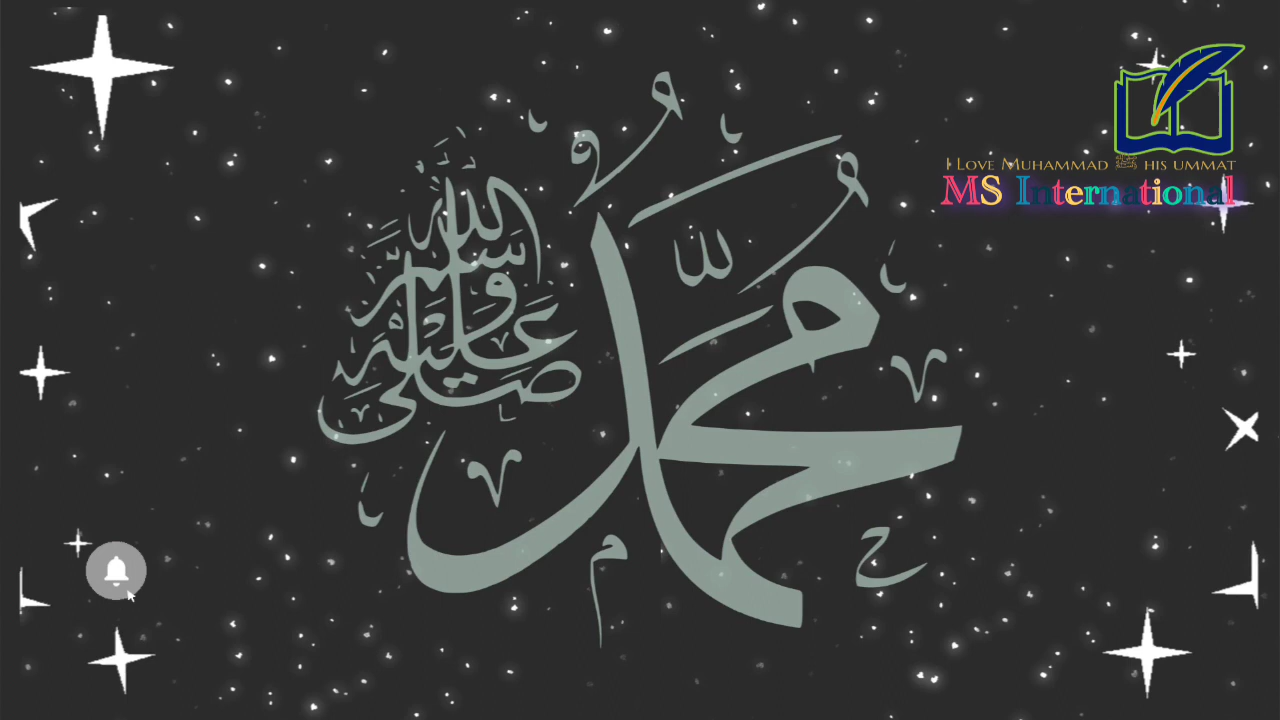 محمد
صلى الله عليه وسلم
I LOVE MUHAMMAD ﷺ HIS UMMAT
MS International